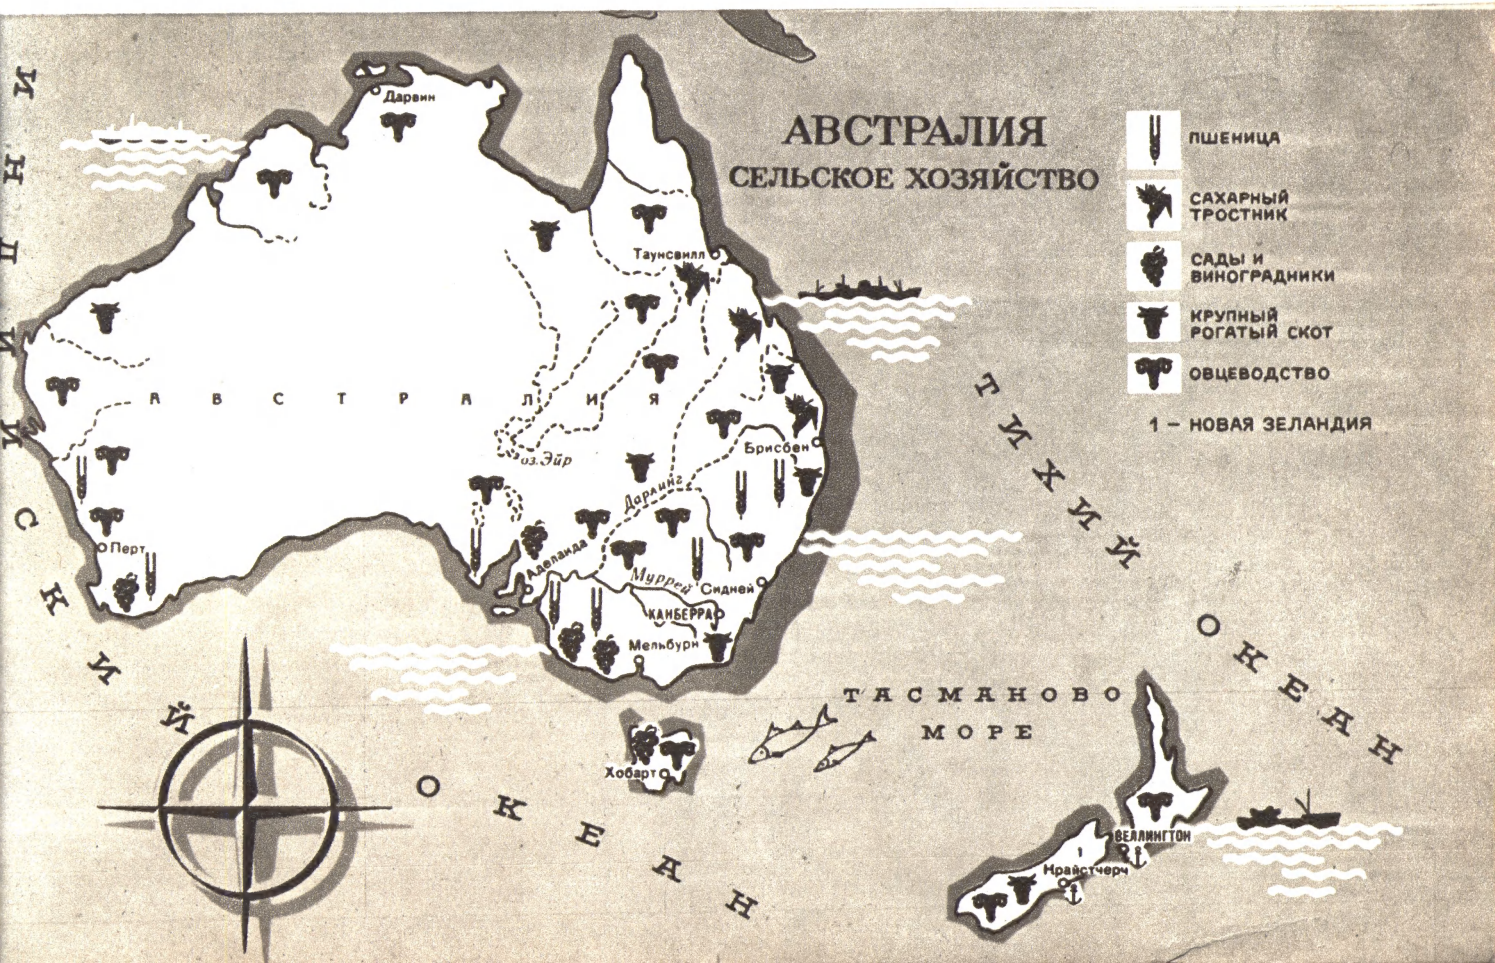 АВСТРАЛИЯ
СЕЛЬСКОЕ ХОЗЯЙСТВО
ПШЕНИЦА
САХАРНЫЙ
ТРОСТНИК
САДЫ И
ВИНОГРАДНИКИ
КРУПНЫЙ
РОГАТЫЙ СКОТ
ОВЦЕВОДСТВО
1 – НОВАЯ ЗЕЛАНДИЯ
Дарвин
Таунсвилл
АВСТРАЛИЯ
оз. Эйр
Брисбен
Дарлинг
Перт
Аделаида
Муррей
Сидней
КАНБЕРРА
Мельбурн
Хобарт
ТАСМАНОВО
МОРЕ
ТИХИЙ
ОКЕАН
ИНДИЙСКИЙ
ОКЕАН
ВЕЛЛИНГТОН
1
Крайстчерч